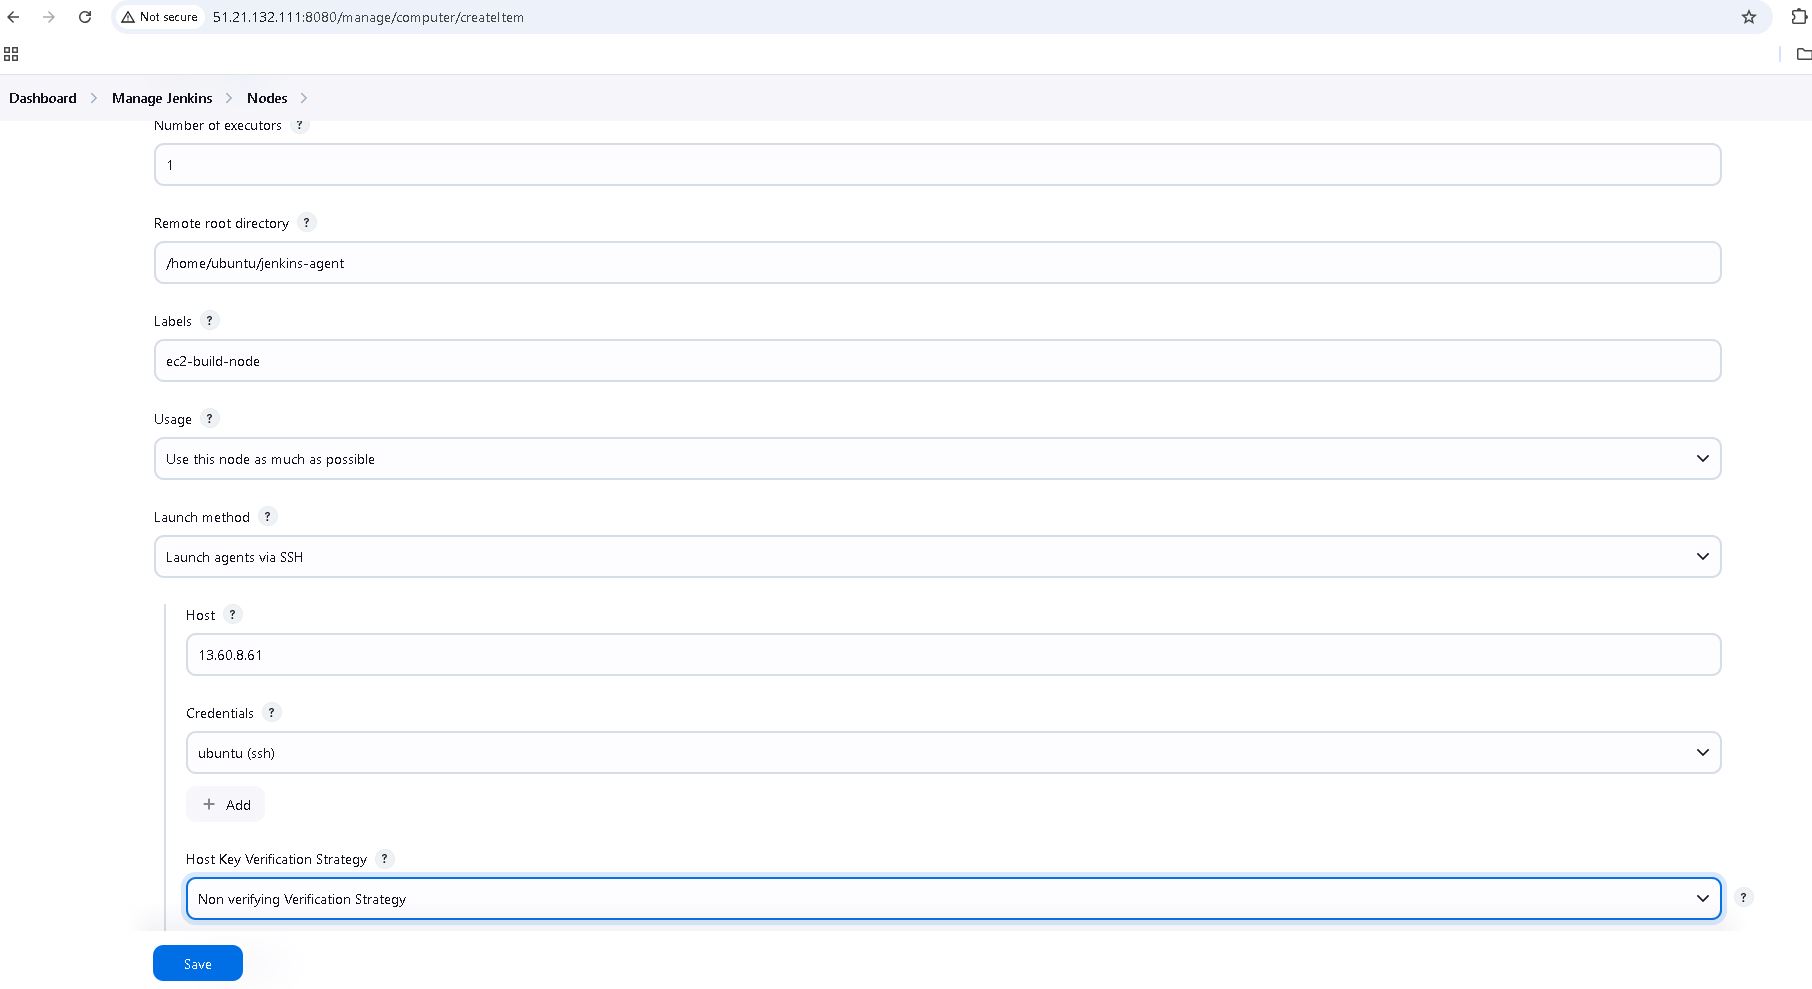 Not secure 51.21.132.111:8080/manage/computer/createItem
Dashboard > Manage Jenkins > Nodes >
Number of executors ?
1
Remote root directory ?
/home/ubuntu/jenkins-agent
Labels ?
ec2-build-node
Usage ?
Use this node as much as possible
Launch method ?
Launch agents via SSH
Host ?
13.60.8.61
Credentials ?
ubuntu (ssh)
+ Add
Host Key Verification Strategy ?
Non verifying Verification Strategy ?
Save